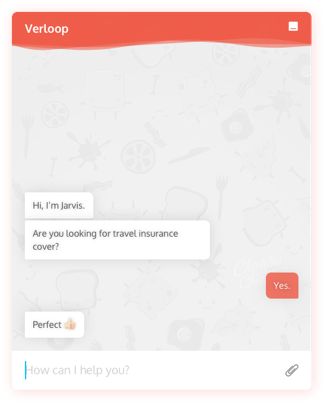 Verloop
Hi, I'm Jarvis.
Are you looking for travel insurance
cover?
Yes.
Perfect 👍🏻
How can I help you?